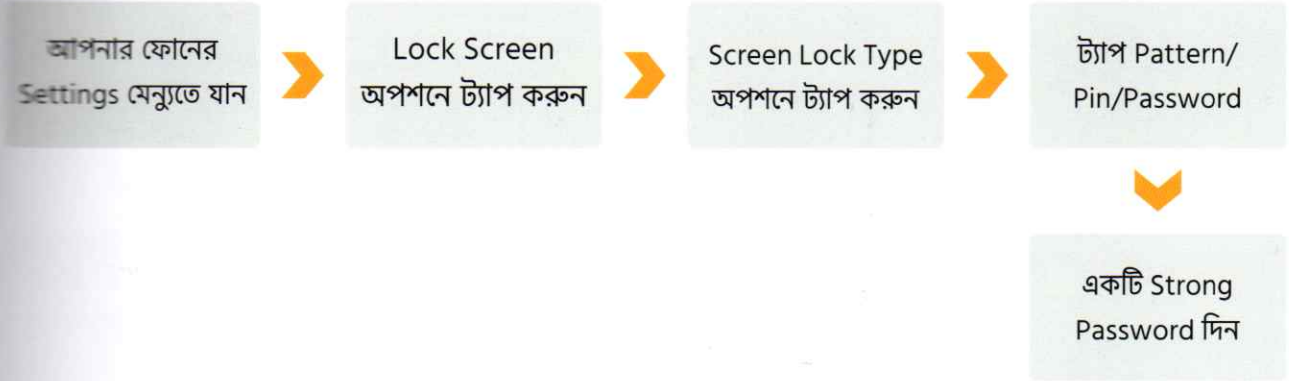 আপনার ফোনের
Settings মেন্যুতে যান
Lock Screen
অপশনে ট্যাপ করুন
Screen Lock Type
অপশনে ট্যাপ করুন
ট্যাপ Pattern/
Pin/Password
একটি Strong
Password দিন